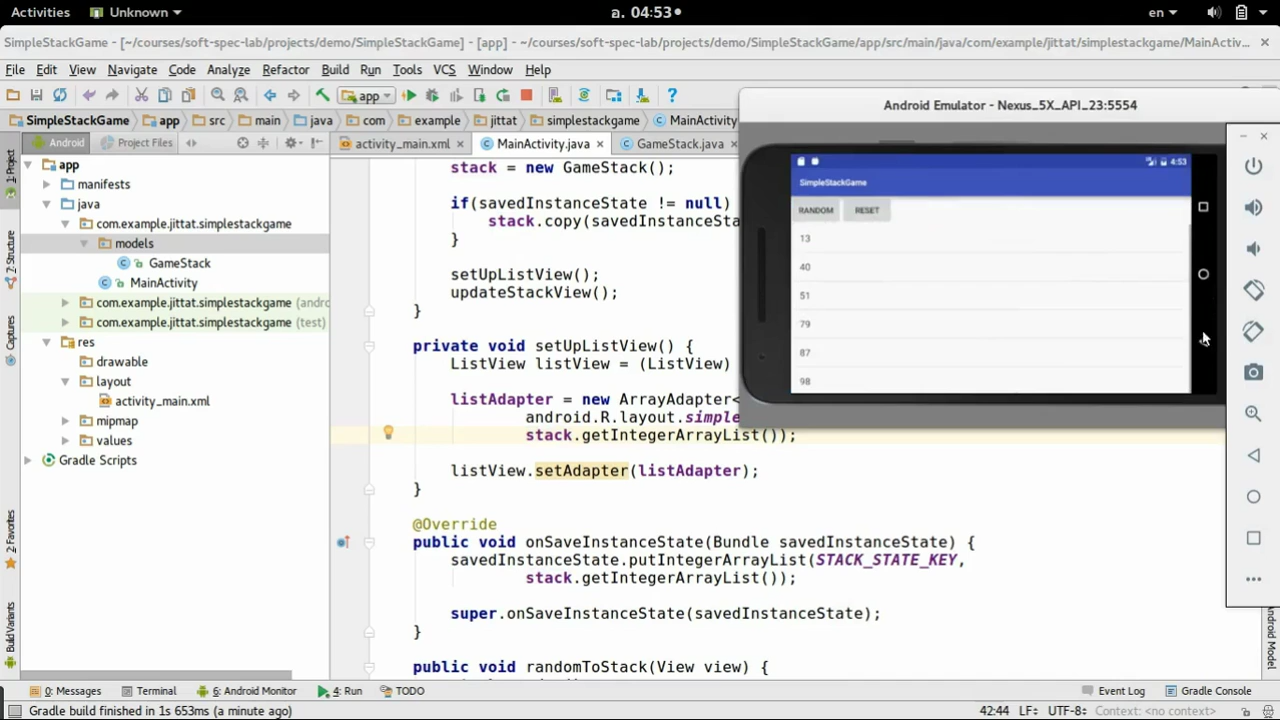 Activities Unknown อ. 04:53 en
SimpleStackGame - [~/courses/soft-spec-lab/projects/demo/SimpleStackGame] - [app] - ~/courses/soft-spec-lab/projects/demo/SimpleStackGame/app/src/main/java/com/example/jittat/simplestackgame/MainActiv...
File Edit View Navigate Code Analyze Refactor Build Run Tools VCS Window Help
app
SimpleStackGame app src main java com example jittat simplestackgame MainActivity
Android Project Files
activity_main.xml MainActivity.java GameStack.java
1: Project
7: Structure
Captures
2: Favorites
Build Variants
app
manifests
java
com.example.jittat.simplestackgame
models
GameStack
MainActivity
com.example.jittat.simplestackgame (andro
com.example.jittat.simplestackgame (test)
res
drawable
layout
activity_main.xml
mipmap
values
Gradle Scripts
stack = new GameStack();
if(savedInstanceState != null)
stack.copy(savedInstanceSta
}
setUpListView();
updateStackView();
}
private void setUpListView() {
ListView listView = (ListView)
listAdapter = new ArrayAdapter<
android.R.layout.simple
stack.getIntegerArrayList());
listView.setAdapter(listAdapter);
}
@Override
public void onSaveInstanceState(Bundle savedInstanceState) {
savedInstanceState.putIntegerArrayList(STACK_STATE_KEY,
stack.getIntegerArrayList());
super.onSaveInstanceState(savedInstanceState);
}
public void randomToStack(View view) {
Android Emulator - Nexus_5X_API_23:5554
4:53
SimpleStackGame
RANDOM RESET
13
40
51
79
87
98
Android Model
0: Messages Terminal 6: Android Monitor 4: Run TODO Event Log Gradle Console
Gradle build finished in 1s 653ms (a minute ago) 42:44 LF÷ UTF-8÷ Context: <no context>